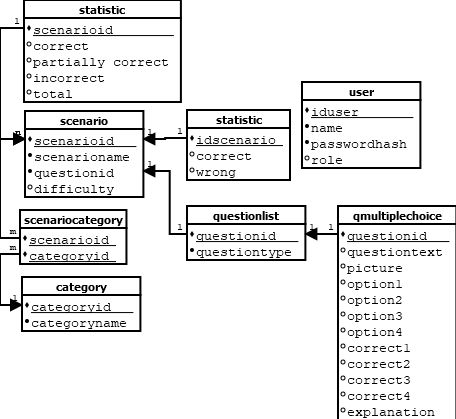 statistic
1
scenarioid
correct
partially correct
incorrect
total
scenario
n
scenarioid
scenarioname
questionid
difficulty
1
1
1
statistic
idscenario
correct
wrong
user
iduser
name
passwordhash
role
scenariocategory
m
scenarioid
m
categoryid
category
1
categoryid
categoryname
questionlist
1
questionid
questiontype
1
1
qmultiplechoice
questionid
questiontext
picture
option1
option2
option3
option4
correct1
correct2
correct3
correct4
explanation